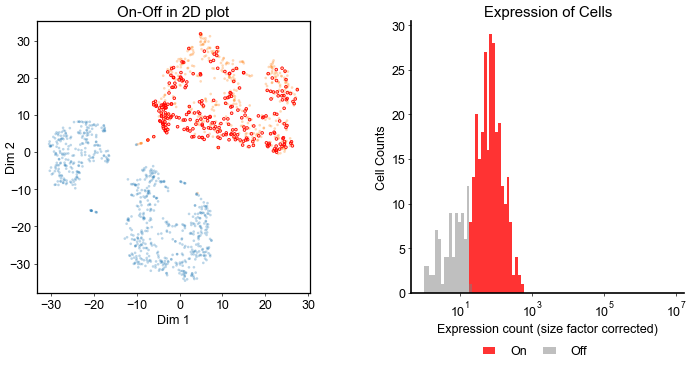 On-Off in 2D plot
Dim 2
30
20
10
0
−10
−20
−30
−30 −20 −10 0 10 20 30
Dim 1
Expression of Cells
Cell Counts
30
25
20
15
10
5
0
10^1 10^3 10^5 10^7
Expression count (size factor corrected)
On Off